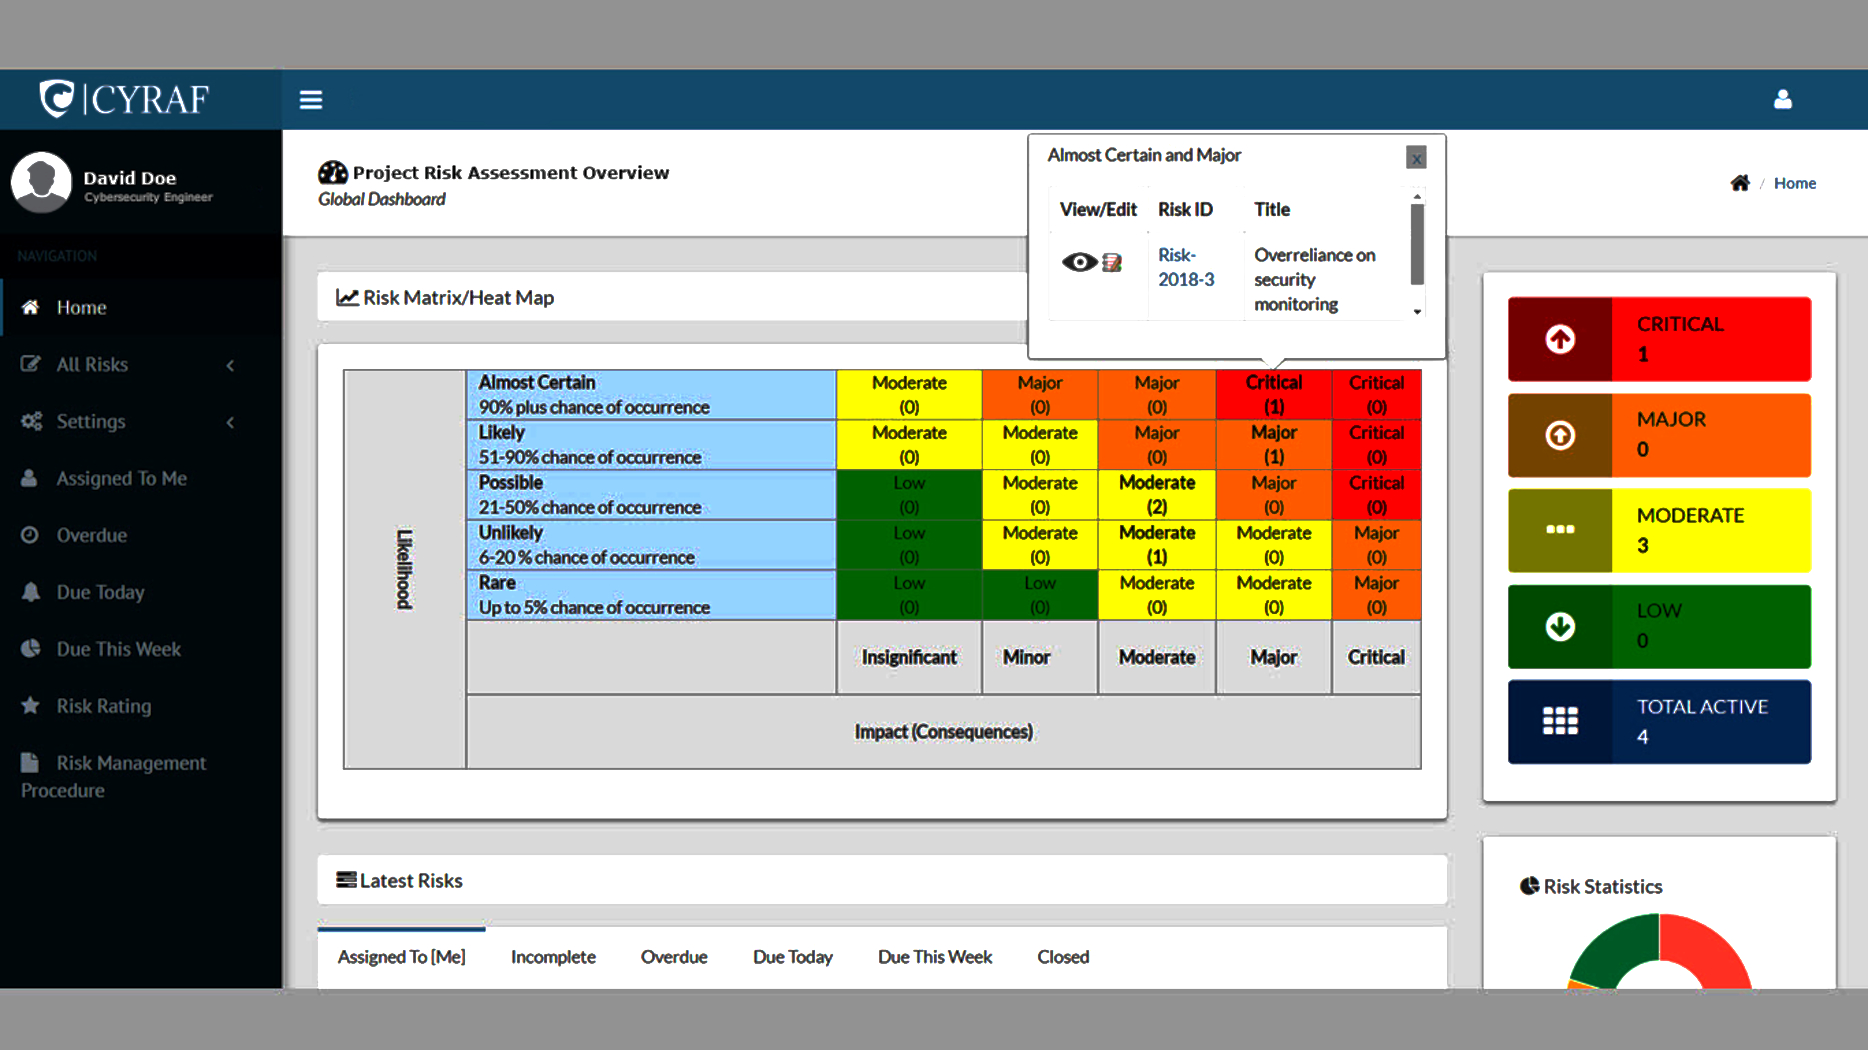 CYRAF
David Doe
Cybersecurity Engineer
NAVIGATION
Home
All Risks
Settings
Assigned To Me
Overdue
Due Today
Due This Week
Risk Rating
Risk Management
Procedure
Project Risk Assessment Overview
Global Dashboard
/ Home
Almost Certain and Major
x
View/Edit Risk ID Title
Risk-
2018-3
Overreliance on
security
monitoring
Risk Matrix/Heat Map
Likelihood
Almost Certain
90% plus chance of occurrence
Moderate
(0)
Major
(0)
Major
(0)
Critical
(1)
Critical
(0)
Likely
51-90% chance of occurrence
Moderate
(0)
Moderate
(0)
Major
(0)
Major
(1)
Critical
(0)
Possible
21-50% chance of occurrence
Low
(0)
Moderate
(0)
Moderate
(2)
Major
(0)
Critical
(0)
Unlikely
6-20 % chance of occurrence
Low
(0)
Moderate
(0)
Moderate
(1)
Moderate
(0)
Major
(0)
Rare
Up to 5% chance of occurrence
Low
(0)
Low
(0)
Moderate
(0)
Moderate
(0)
Major
(0)
Insignificant Minor Moderate Major Critical
Impact (Consequences)
CRITICAL
1
MAJOR
0
MODERATE
3
LOW
0
TOTAL ACTIVE
4
Latest Risks
Assigned To [Me] Incomplete Overdue Due Today Due This Week Closed
Risk Statistics